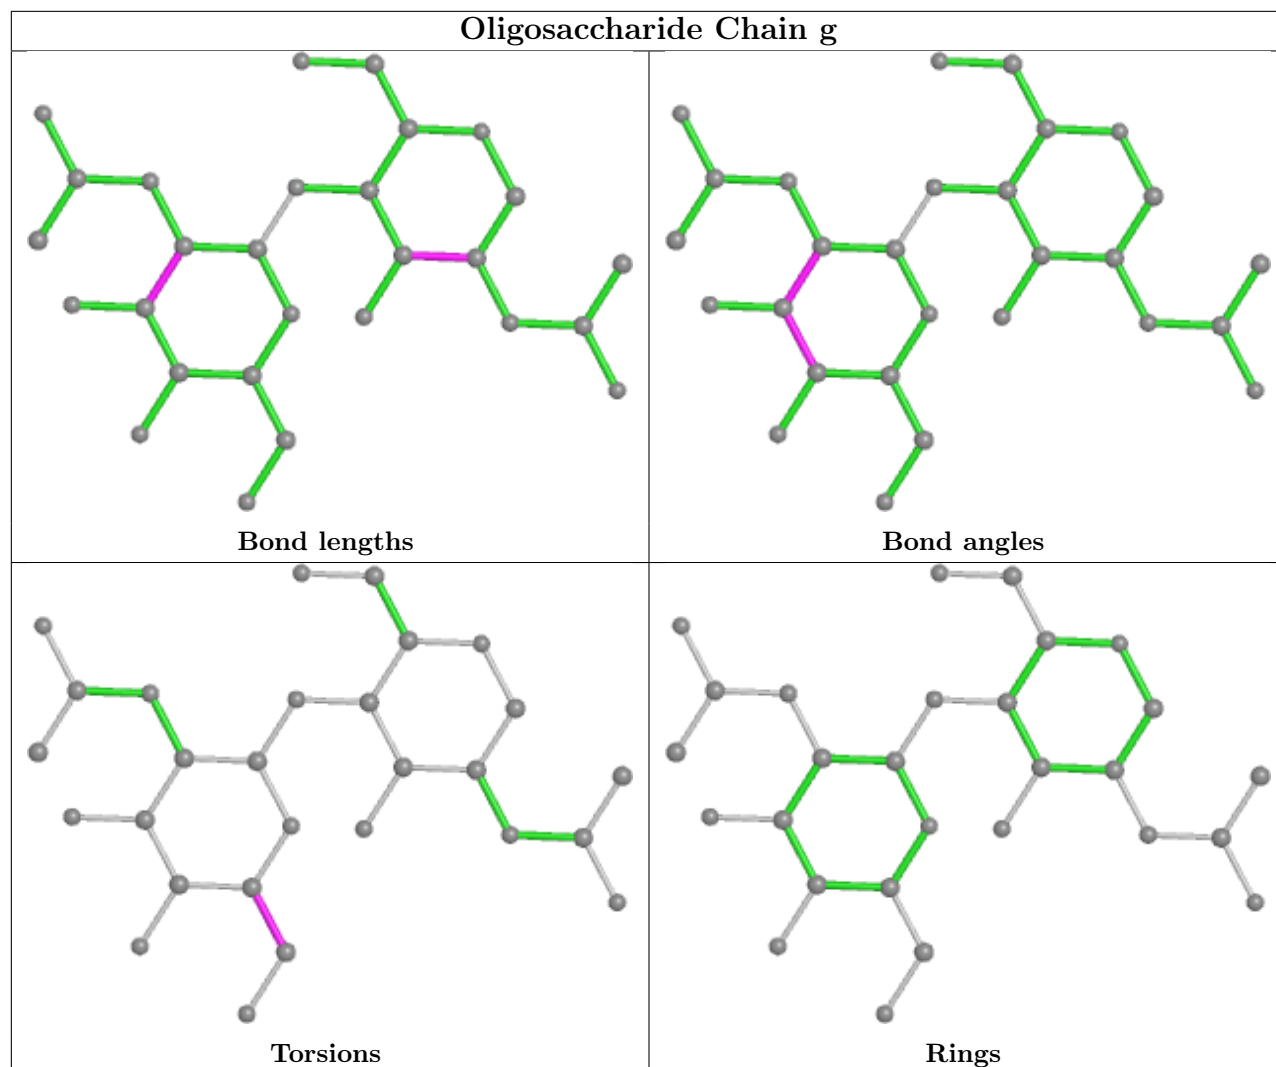 Oligosaccharide Chain g
Bond lengths
Bond angles
Torsions
Rings